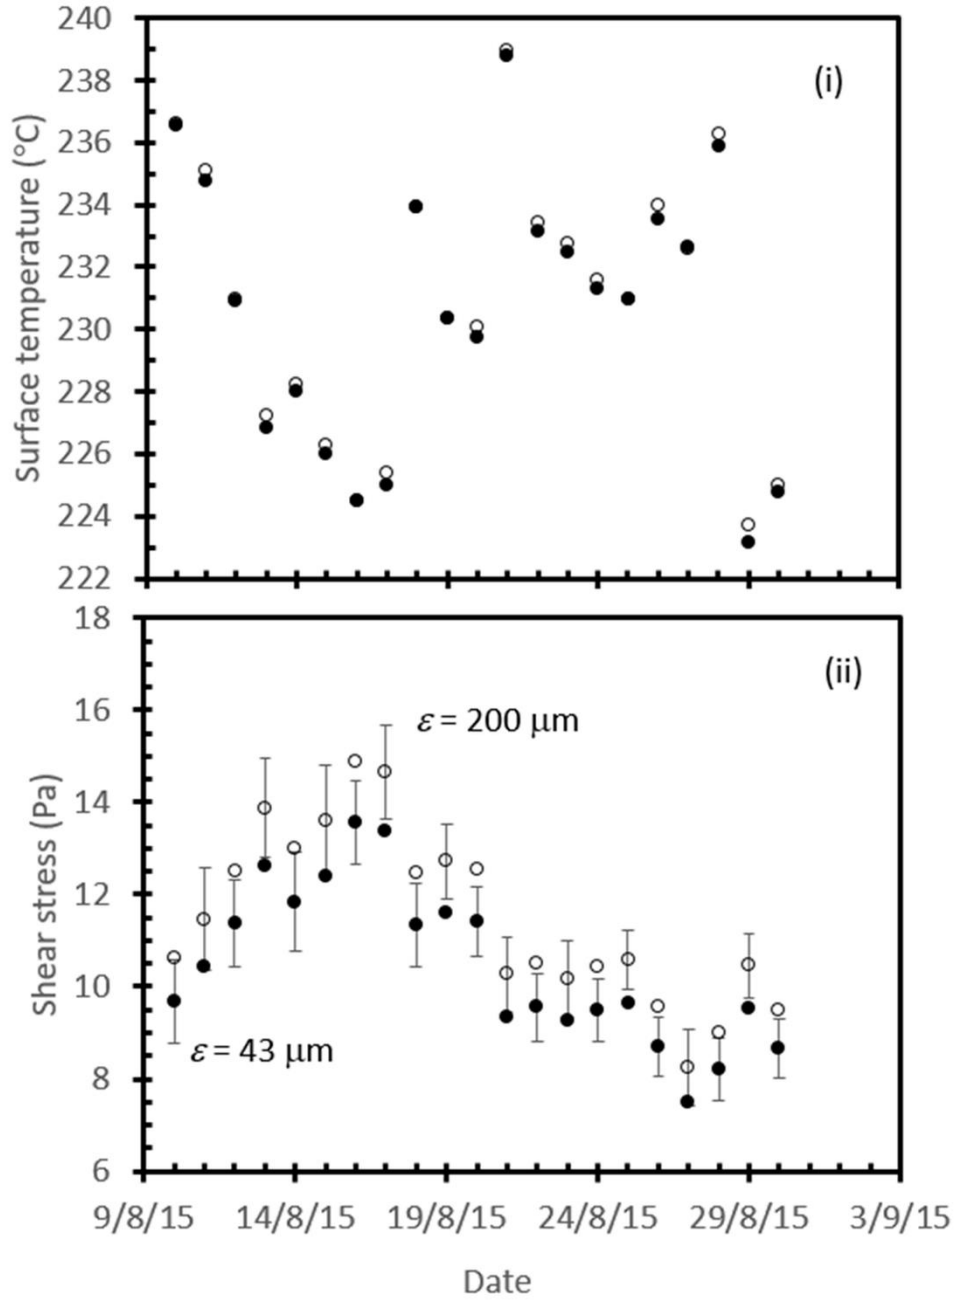 240
238
236
234
232
230
228
226
224
222
Surface temperature (°C)
(i)
18
16
14
12
10
8
6
Shear stress (Pa)
(ii)
ε = 200 µm
ε = 43 µm
9/8/15 14/8/15 19/8/15 24/8/15 29/8/15 3/9/15
Date